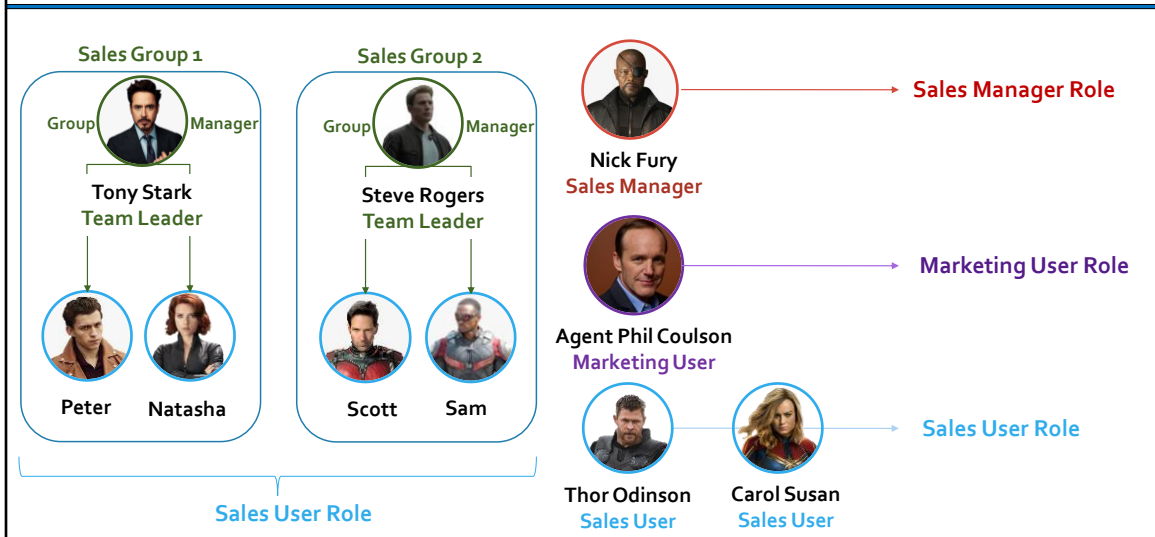 Sales Group 1
Group
Manager
Tony Stark
Team Leader
Peter
Natasha
Sales Group 2
Group
Manager
Steve Rogers
Team Leader
Scott
Sam
Sales User Role
Nick Fury
Sales Manager
Sales Manager Role
Agent Phil Coulson
Marketing User
Marketing User Role
Thor Odinson
Sales User
Carol Susan
Sales User
Sales User Role